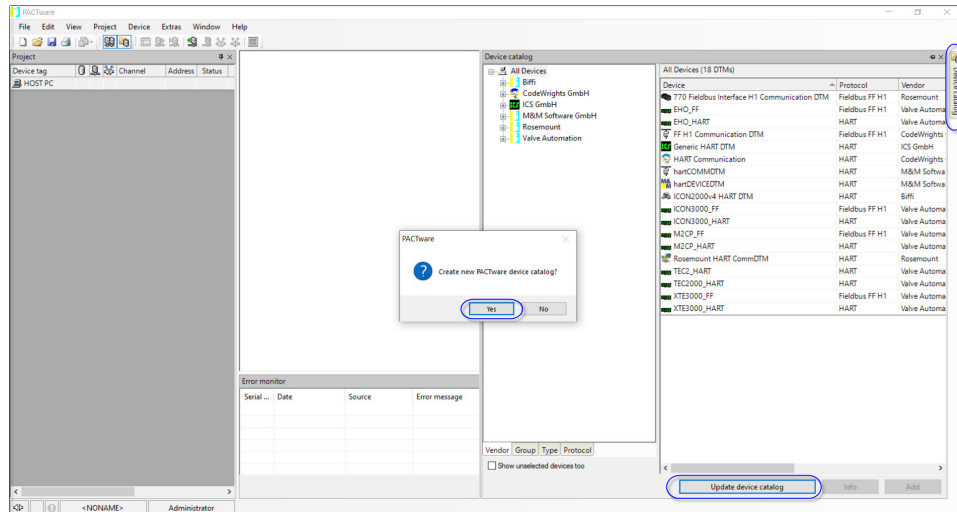 PACTware
File Edit View Project Device Extras Window Help
Project
Device tag Channel Address Status
HOST PC
Device catalog
All Devices
Biffi
CodeWrights GmbH
ICS GmbH
M&M Software GmbH
Rosemount
Valve Automation
All Devices (18 DTMs)
Device Protocol Vendor
770 Fieldbus Interface H1 Communication DTM Fieldbus FF H1 Rosemount
EHO_FF Fieldbus FF H1 Valve Automa
EHO_HART HART Valve Automa
FF H1 Communication DTM Fieldbus FF H1 CodeWrights
Generic HART DTM HART ICS GmbH
HART Communication HART CodeWrights
hartCOMMDTM HART M&M Softwa
hartDEVICEDTM HART M&M Softwa
ICON2000v4 HART DTM HART Biffi
ICON3000_FF Fieldbus FF H1 Valve Automa
ICON3000_HART HART Valve Automa
M2CP_FF Fieldbus FF H1 Valve Automa
M2CP_HART HART Valve Automa
Rosemount HART CommDTM HART Rosemount
TEC2_HART HART Valve Automa
TEC2000_HART HART Valve Automa
XTE3000_FF Fieldbus FF H1 Valve Automa
XTE3000_HART HART Valve Automa
Device catalog
PACTware
Create new PACTware device catalog?
Yes No
Error monitor
Serial ... Date Source Error message
Vendor Group Type Protocol
Show unselected devices too
Update device catalog Info Add
<NONAME> Administrator